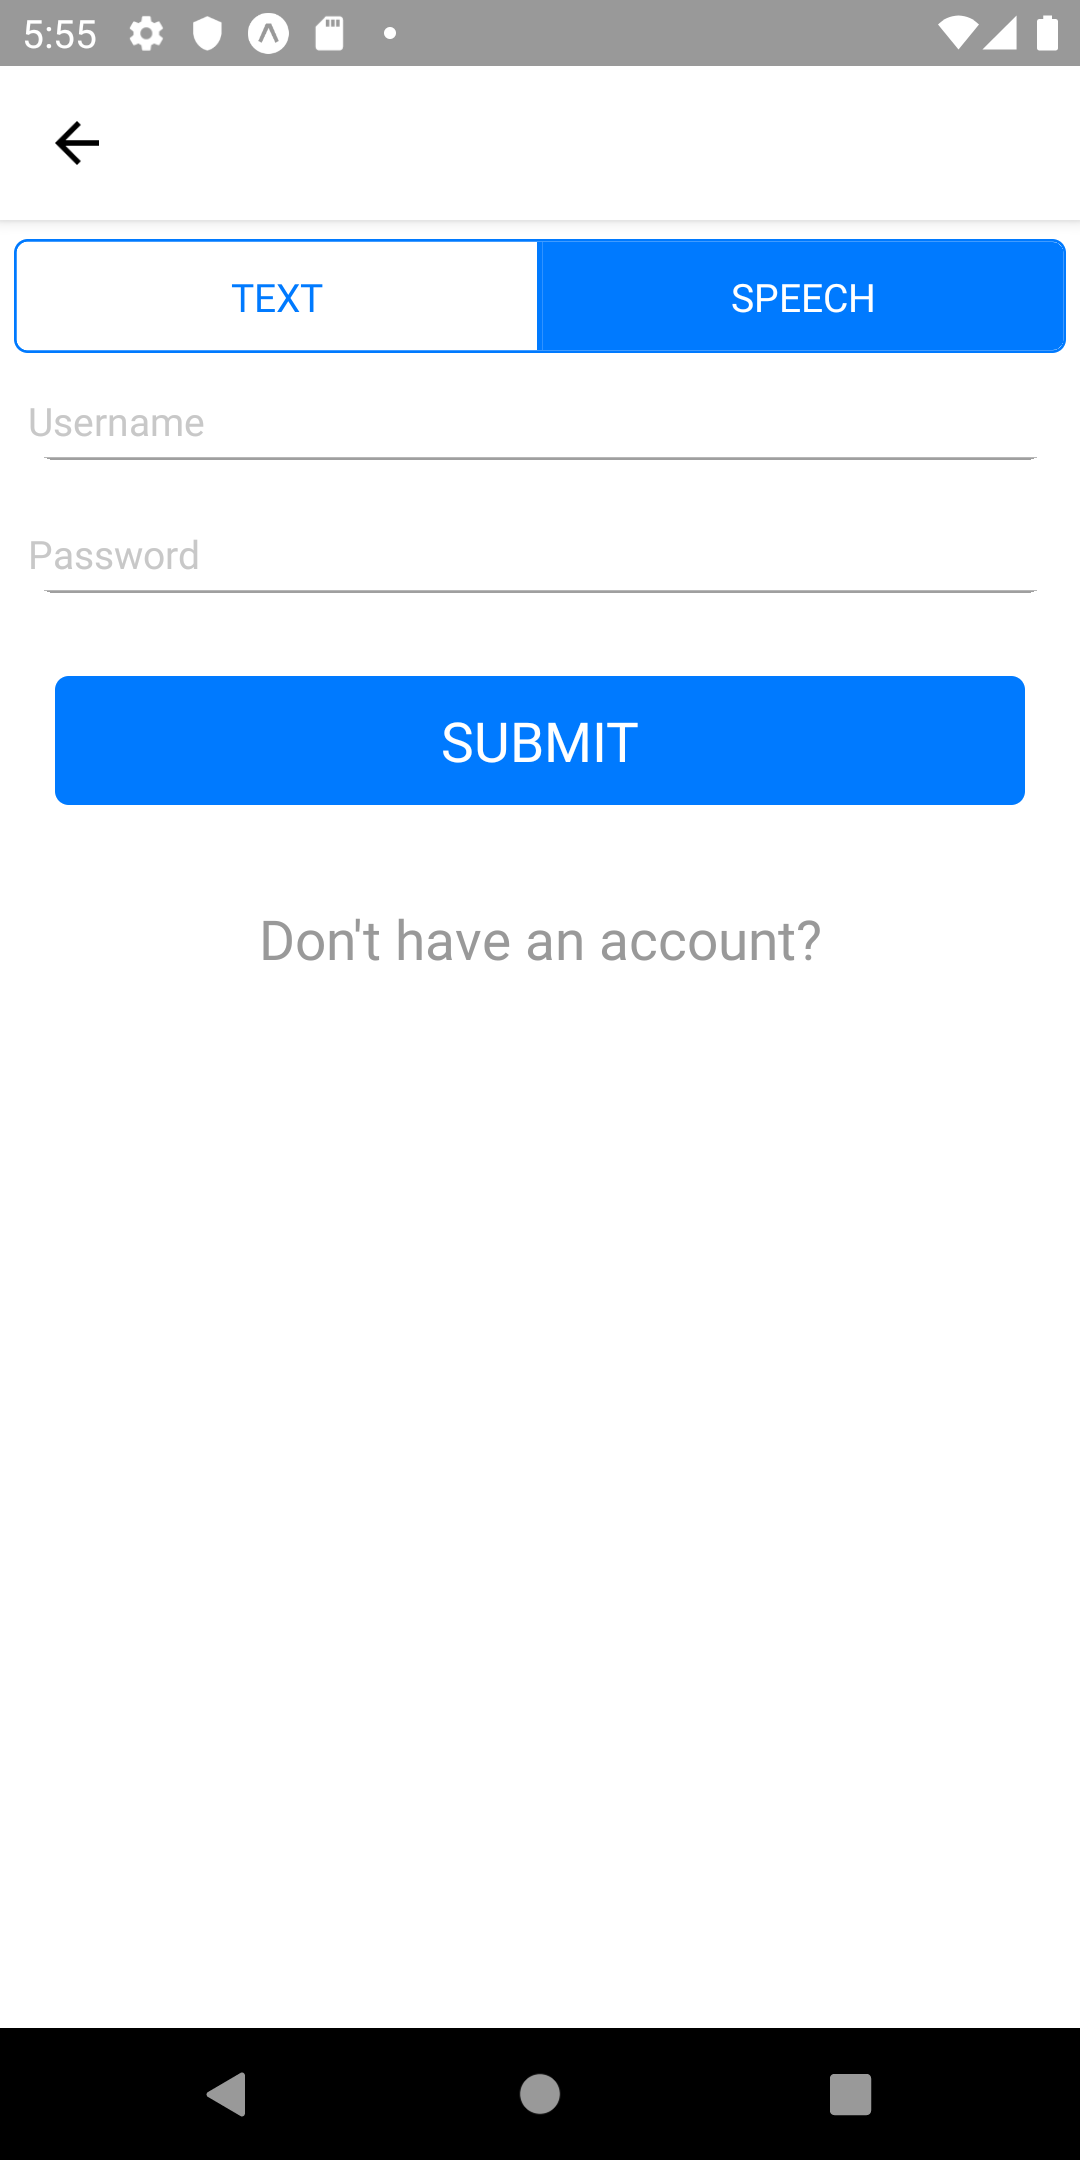 5:55
TEXT SPEECH
Username
Password
SUBMIT
Don't have an account?